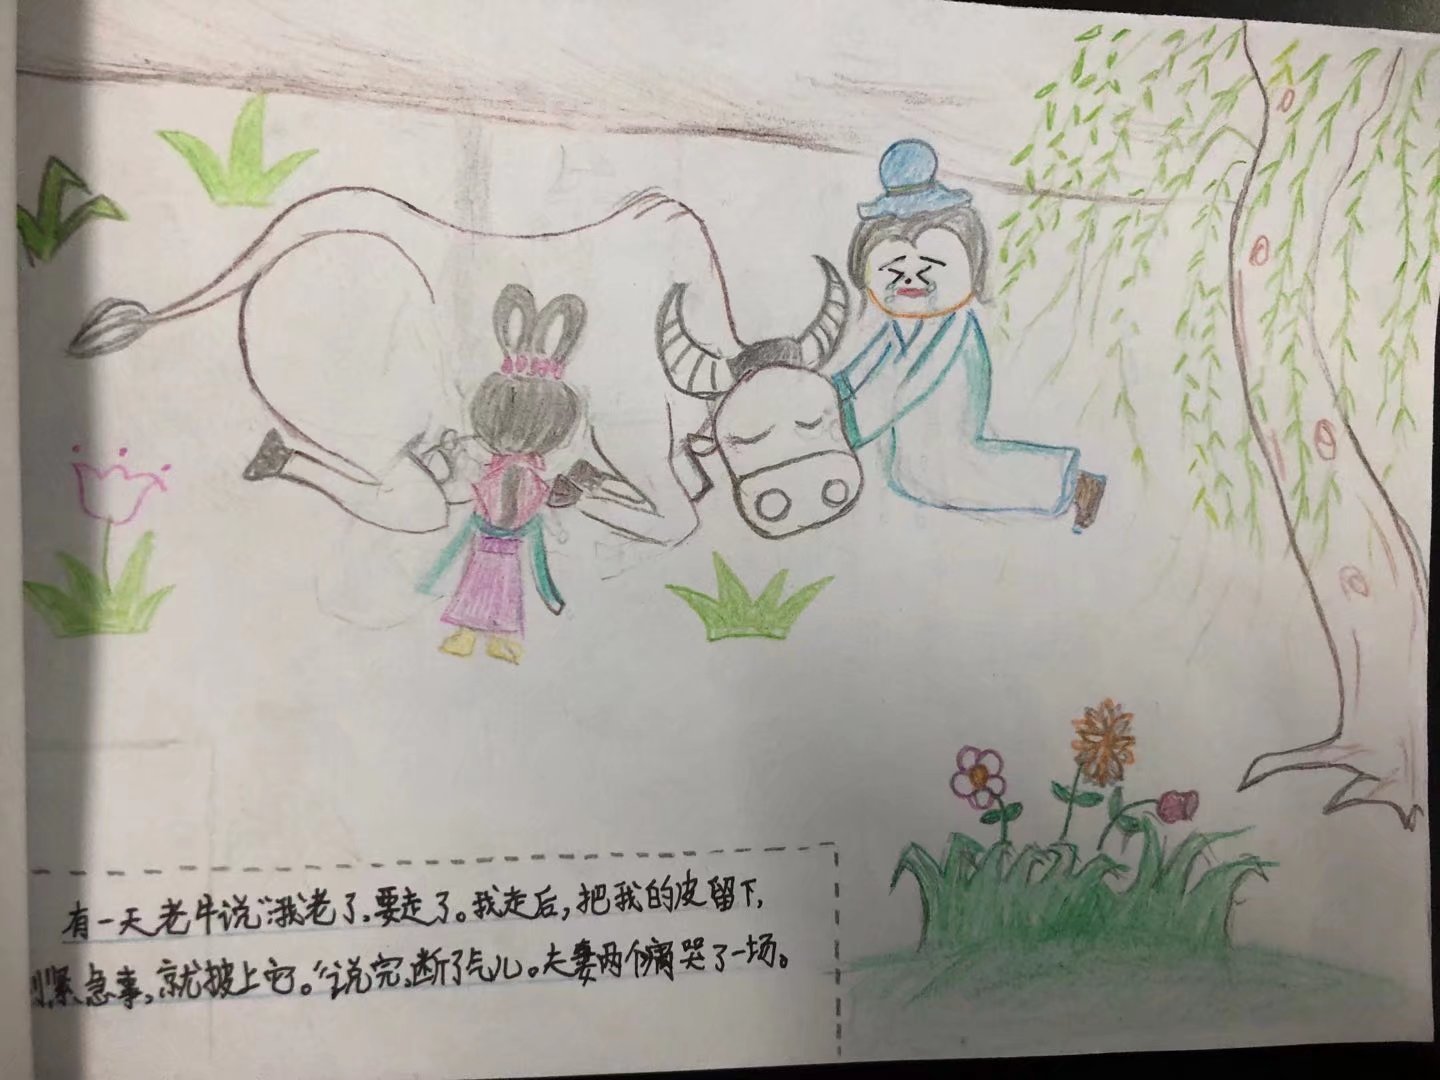 有一天老牛说“我老了.要走了。我走后,把我的皮留下,
紧急事,就披上它。“说完,断了气儿。夫妻两个痛哭了一场。